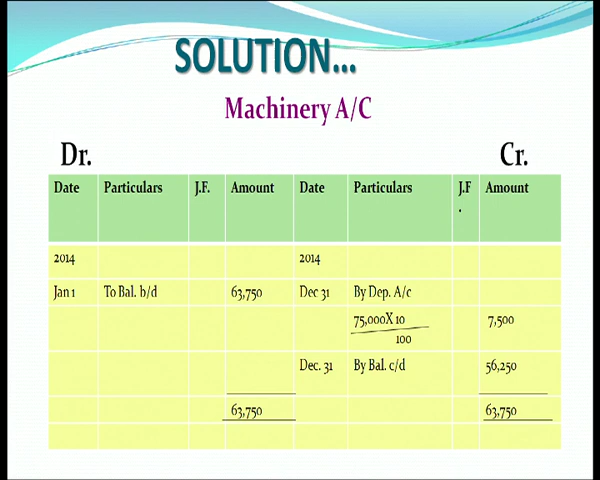 SOLUTION...
Machinery A/C
Dr. Cr.
Date Particulars J.F. Amount Date Particulars J.F Amount
.
2014 2014
Jan 1 To Bal. b/d 63,750 Dec 31 By Dep. A/c
75,000X 10 7,500
100
Dec. 31 By Bal. c/d 56,250
63,750 63,750